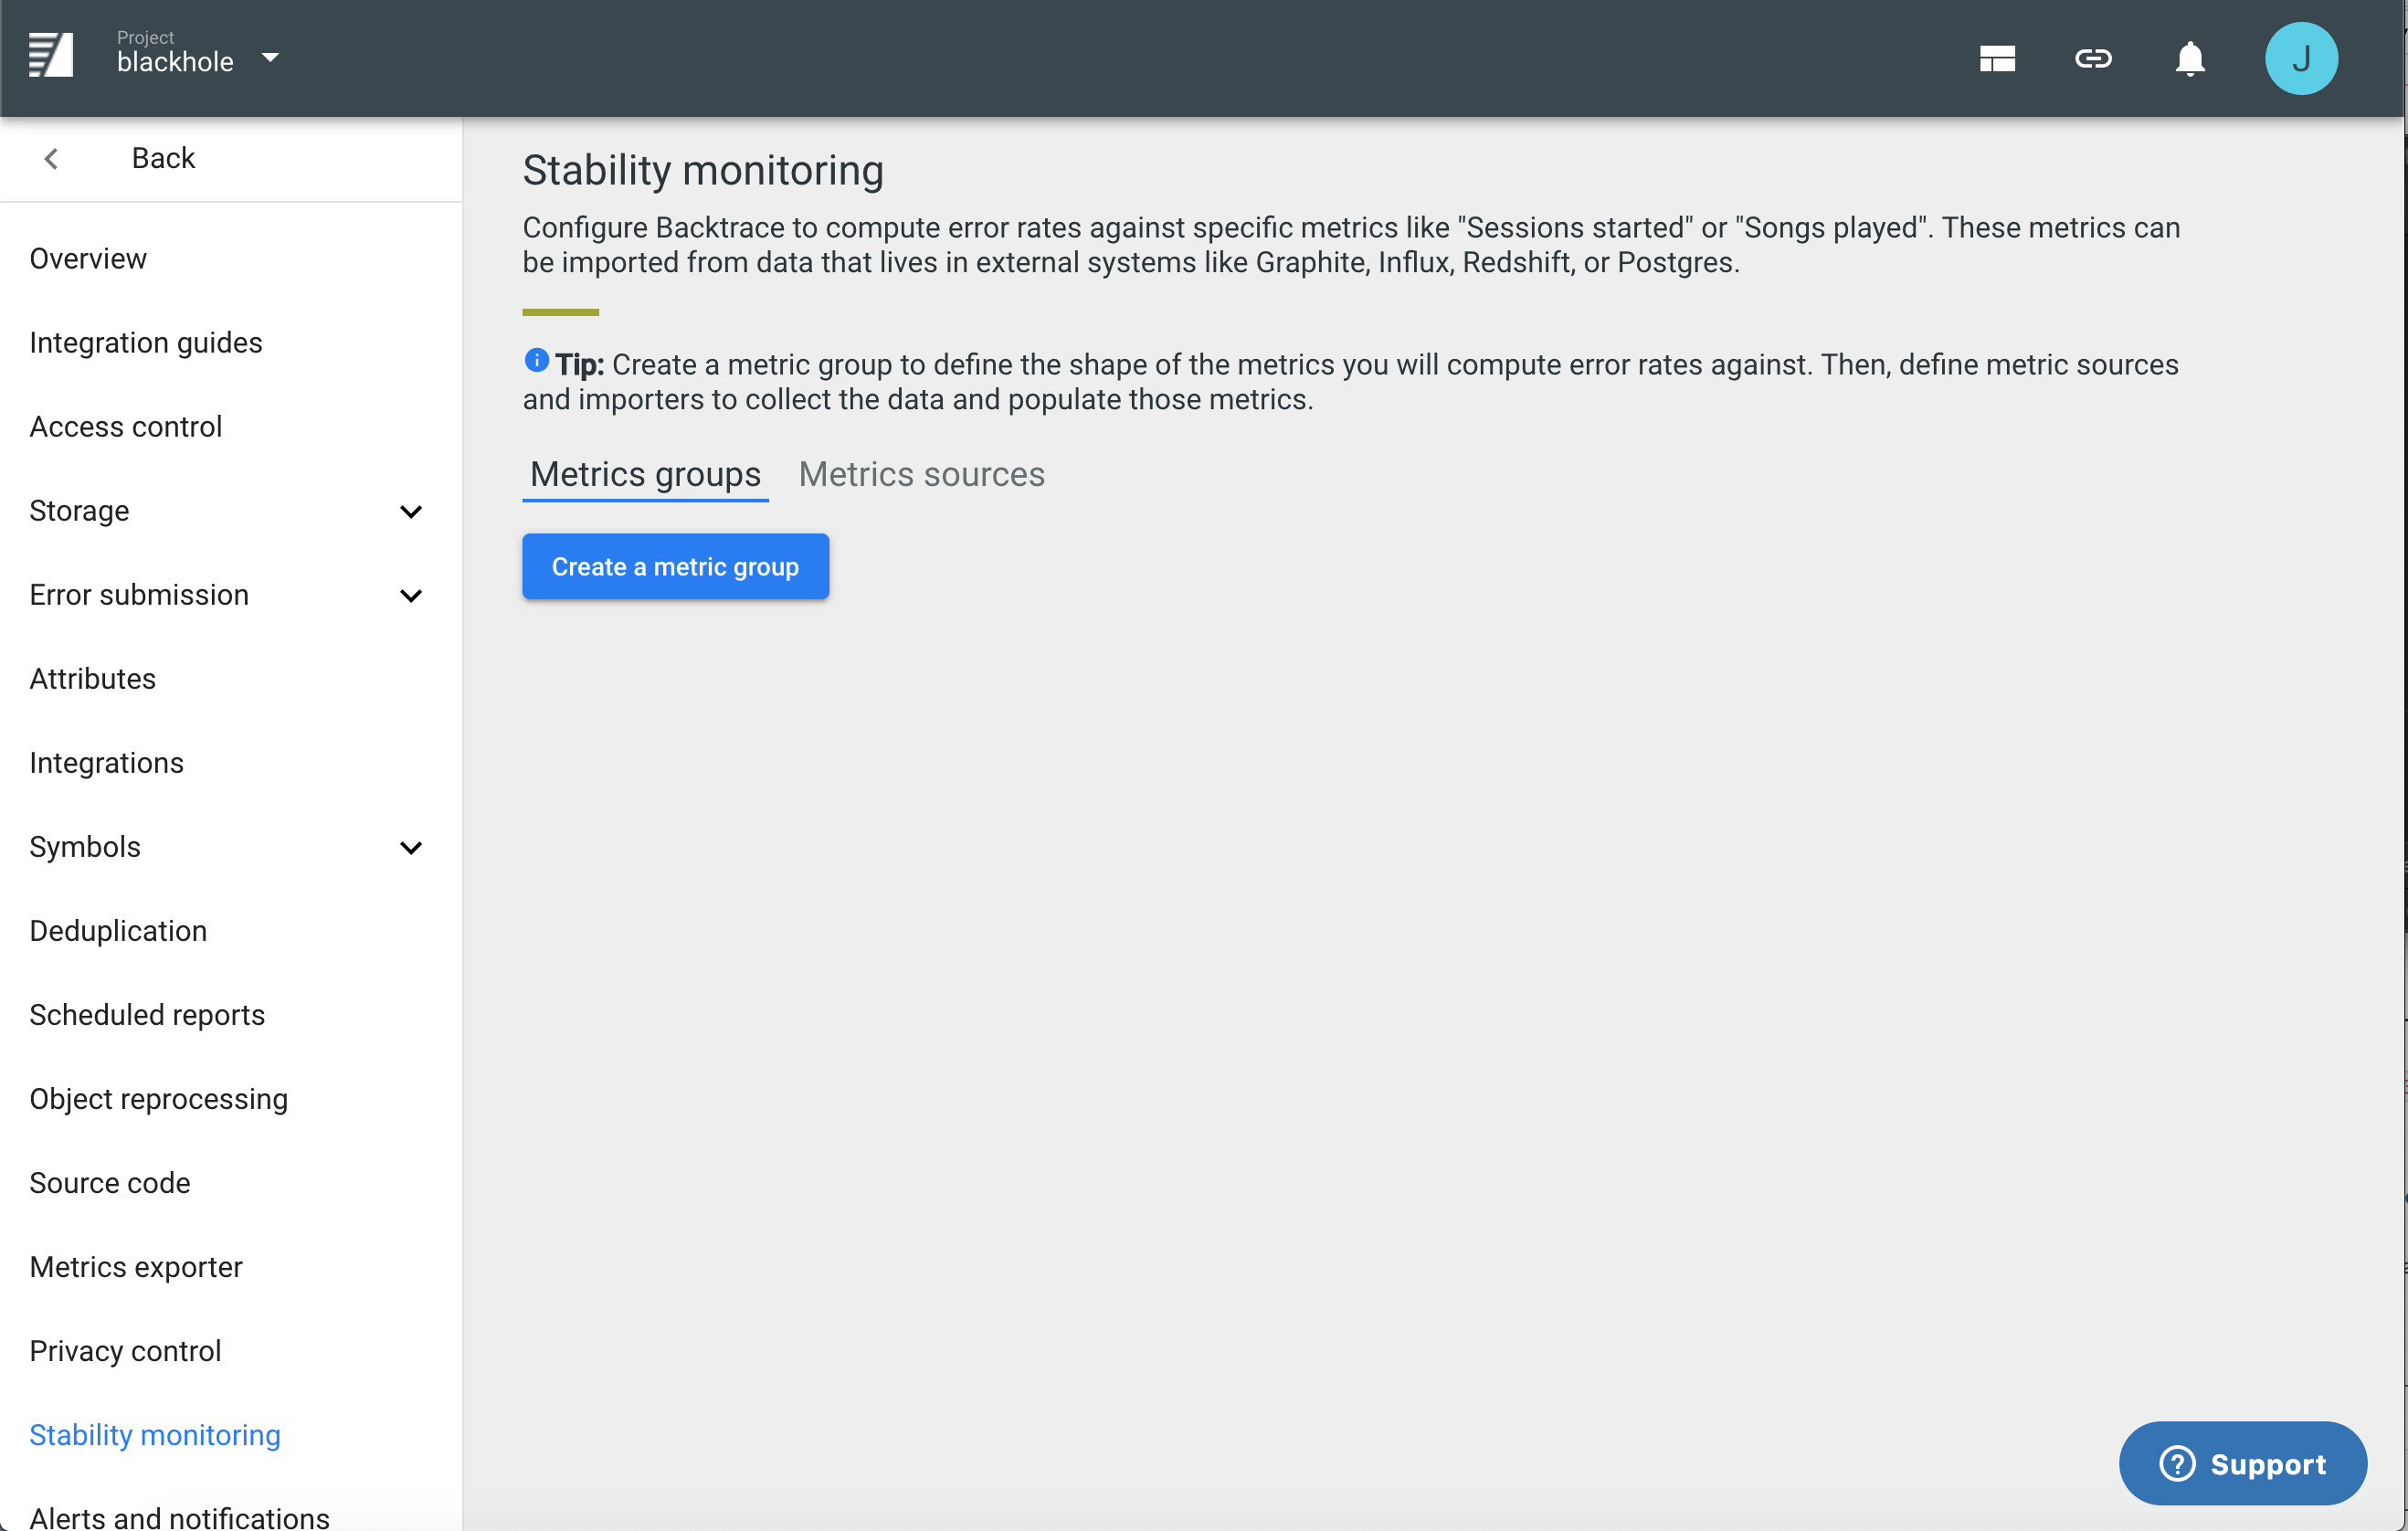 Project
blackhole
J
Back
Overview
Integration guides
Access control
Storage
Error submission
Attributes
Integrations
Symbols
Deduplication
Scheduled reports
Object reprocessing
Source code
Metrics exporter
Privacy control
Stability monitoring
Alerts and notifications
Stability monitoring
Configure Backtrace to compute error rates against specific metrics like "Sessions started" or "Songs played". These metrics can
be imported from data that lives in external systems like Graphite, Influx, Redshift, or Postgres.
Tip: Create a metric group to define the shape of the metrics you will compute error rates against. Then, define metric sources
and importers to collect the data and populate those metrics.
Metrics groups Metrics sources
Create a metric group
Support